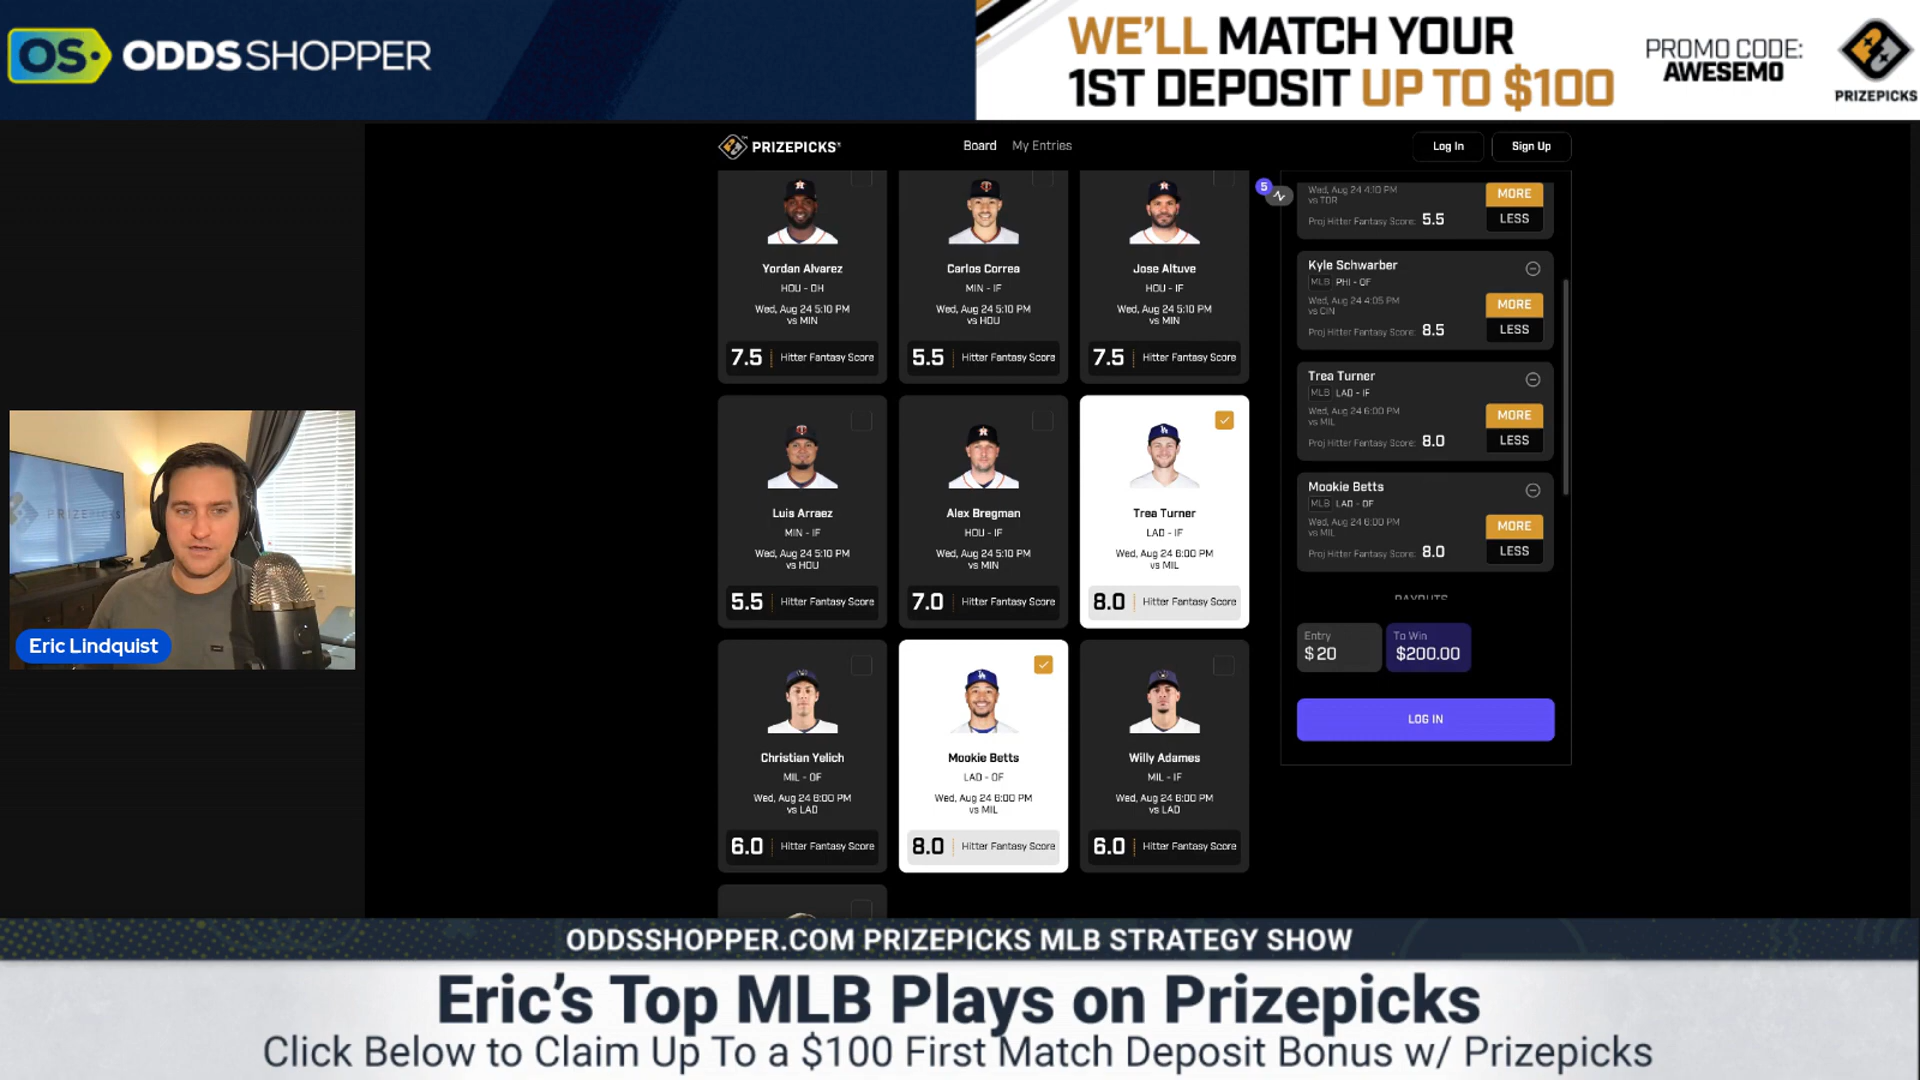 OS ODDSSHOPPER
WE'LL MATCH YOUR
1ST DEPOSIT UP TO $100
PROMO CODE:
AWESEMO
PRIZEPICKS
PRIZEPICKS
Board My Entries
Log In Sign Up
Yordan Alvarez
HOU - DH
Wed, Aug 24 5:10 PM
vs MIN
7.5 Hitter Fantasy Score
Carlos Correa
MIN - IF
Wed, Aug 24 5:10 PM
vs HOU
5.5 Hitter Fantasy Score
Jose Altuve
HOU - IF
Wed, Aug 24 5:10 PM
vs MIN
7.5 Hitter Fantasy Score
Luis Arraez
MIN - IF
Wed, Aug 24 5:10 PM
vs HOU
5.5 Hitter Fantasy Score
Alex Bregman
HOU - IF
Wed, Aug 24 5:10 PM
vs MIN
7.0 Hitter Fantasy Score
Trea Turner
LAD - IF
Wed, Aug 24 6:00 PM
vs MIL
8.0 Hitter Fantasy Score
Christian Yelich
MIL - OF
Wed, Aug 24 6:00 PM
vs LAD
6.0 Hitter Fantasy Score
Mookie Betts
LAD - OF
Wed, Aug 24 6:00 PM
vs MIL
8.0 Hitter Fantasy Score
Willy Adames
MIL - IF
Wed, Aug 24 6:00 PM
vs LAD
6.0 Hitter Fantasy Score
5
Wed, Aug 24 4:10 PM
vs TOR
Proj Hitter Fantasy Score: 5.5
MORE
LESS
Kyle Schwarber
MLB PHI - OF
Wed, Aug 24 4:05 PM
vs CIN
Proj Hitter Fantasy Score: 8.5
MORE
LESS
Trea Turner
MLB LAD - IF
Wed, Aug 24 6:00 PM
vs MIL
Proj Hitter Fantasy Score: 8.0
MORE
LESS
Mookie Betts
MLB LAD - OF
Wed, Aug 24 6:00 PM
vs MIL
Proj Hitter Fantasy Score: 8.0
MORE
LESS
PAYOUTS
Entry
$ 20
To Win
$200.00
LOG IN
PRIZEPICKS
Eric Lindquist
ODDSSHOPPER.COM PRIZEPICKS MLB STRATEGY SHOW
Eric's Top MLB Plays on Prizepicks
Click Below to Claim Up To a $100 First Match Deposit Bonus w/ Prizepicks